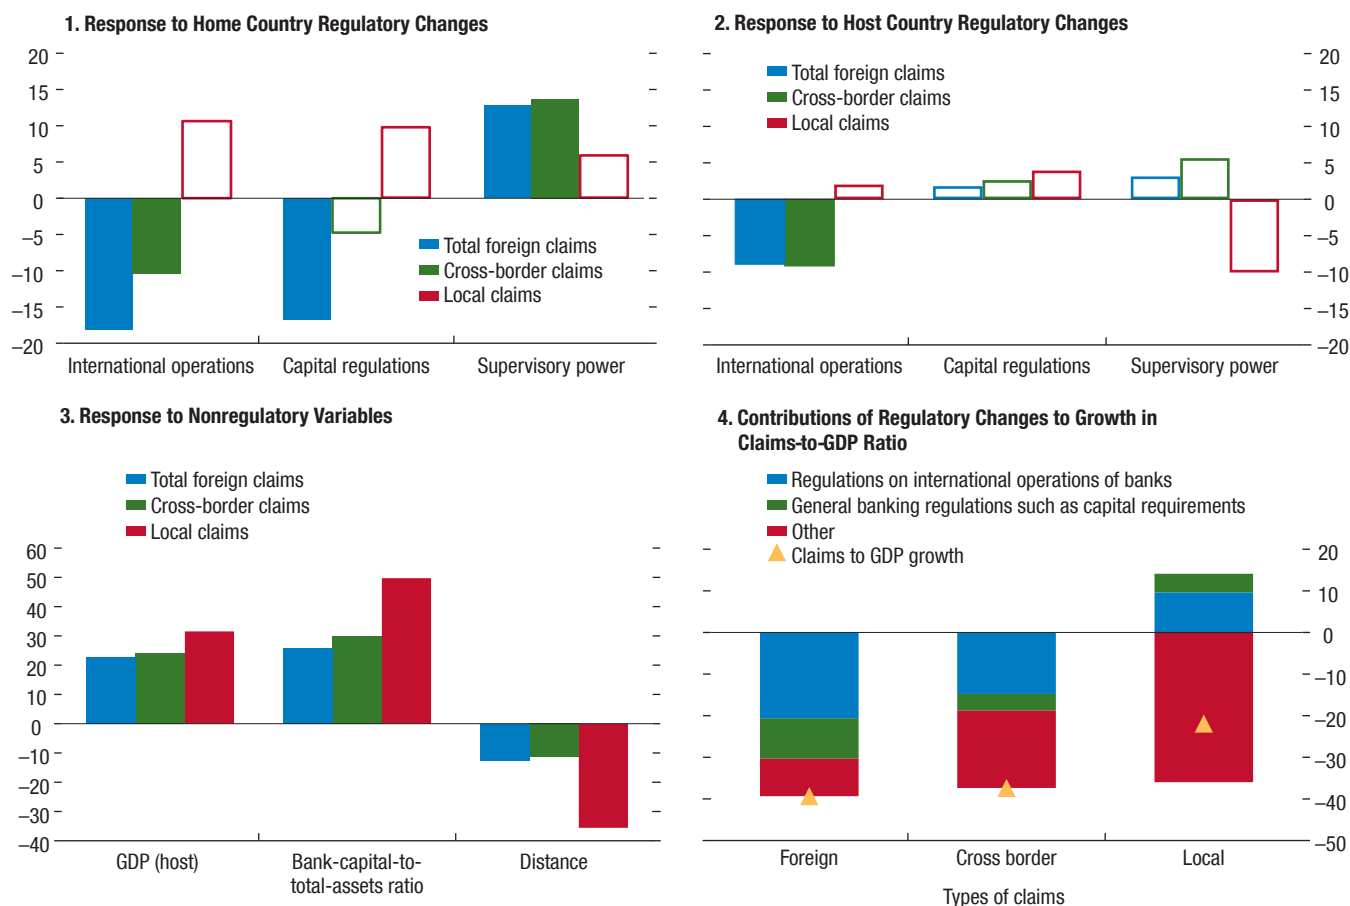 1. Response to Home Country Regulatory Changes
20
15
10
5
0
–5
–10
–15
–20
Total foreign claims
Cross-border claims
Local claims
International operations
Capital regulations
Supervisory power
2. Response to Host Country Regulatory Changes
Total foreign claims
Cross-border claims
Local claims
20
15
10
5
0
–5
–10
–15
–20
International operations
Capital regulations
Supervisory power
3. Response to Nonregulatory Variables
Total foreign claims
Cross-border claims
Local claims
60
50
40
30
20
10
0
–10
–20
–30
–40
GDP (host)
Bank-capital-to-
total-assets ratio
Distance
4. Contributions of Regulatory Changes to Growth in
Claims-to-GDP Ratio
Regulations on international operations of banks
General banking regulations such as capital requirements
Other
Claims to GDP growth
20
10
0
–10
–20
–30
–40
–50
Foreign
Cross border
Local
Types of claims